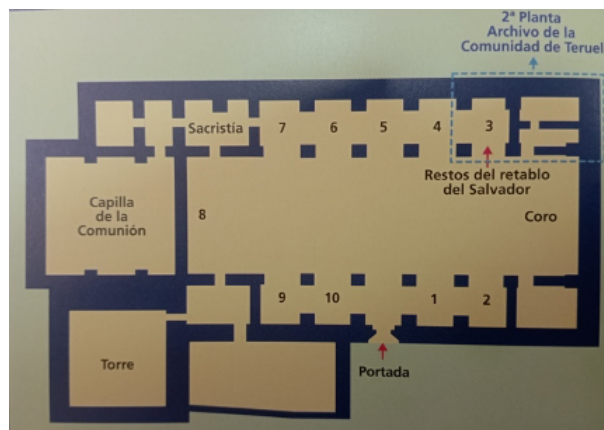 2ª Planta
Archivo de la
Comunidad de Teruel
Sacristía
7
6
5
4
3
Restos del retablo
del Salvador
Capilla
de la
Comunión
8
Coro
9
10
1
2
Torre
Portada